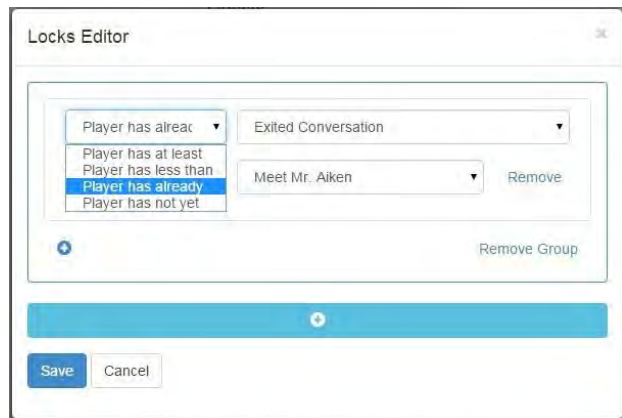 Locks Editor
×
Player has alreac
Exited Conversation
Player has at least
Player has less than
Player has already
Player has not yet
Meet Mr. Aiken
Remove
Remove Group
Save
Cancel